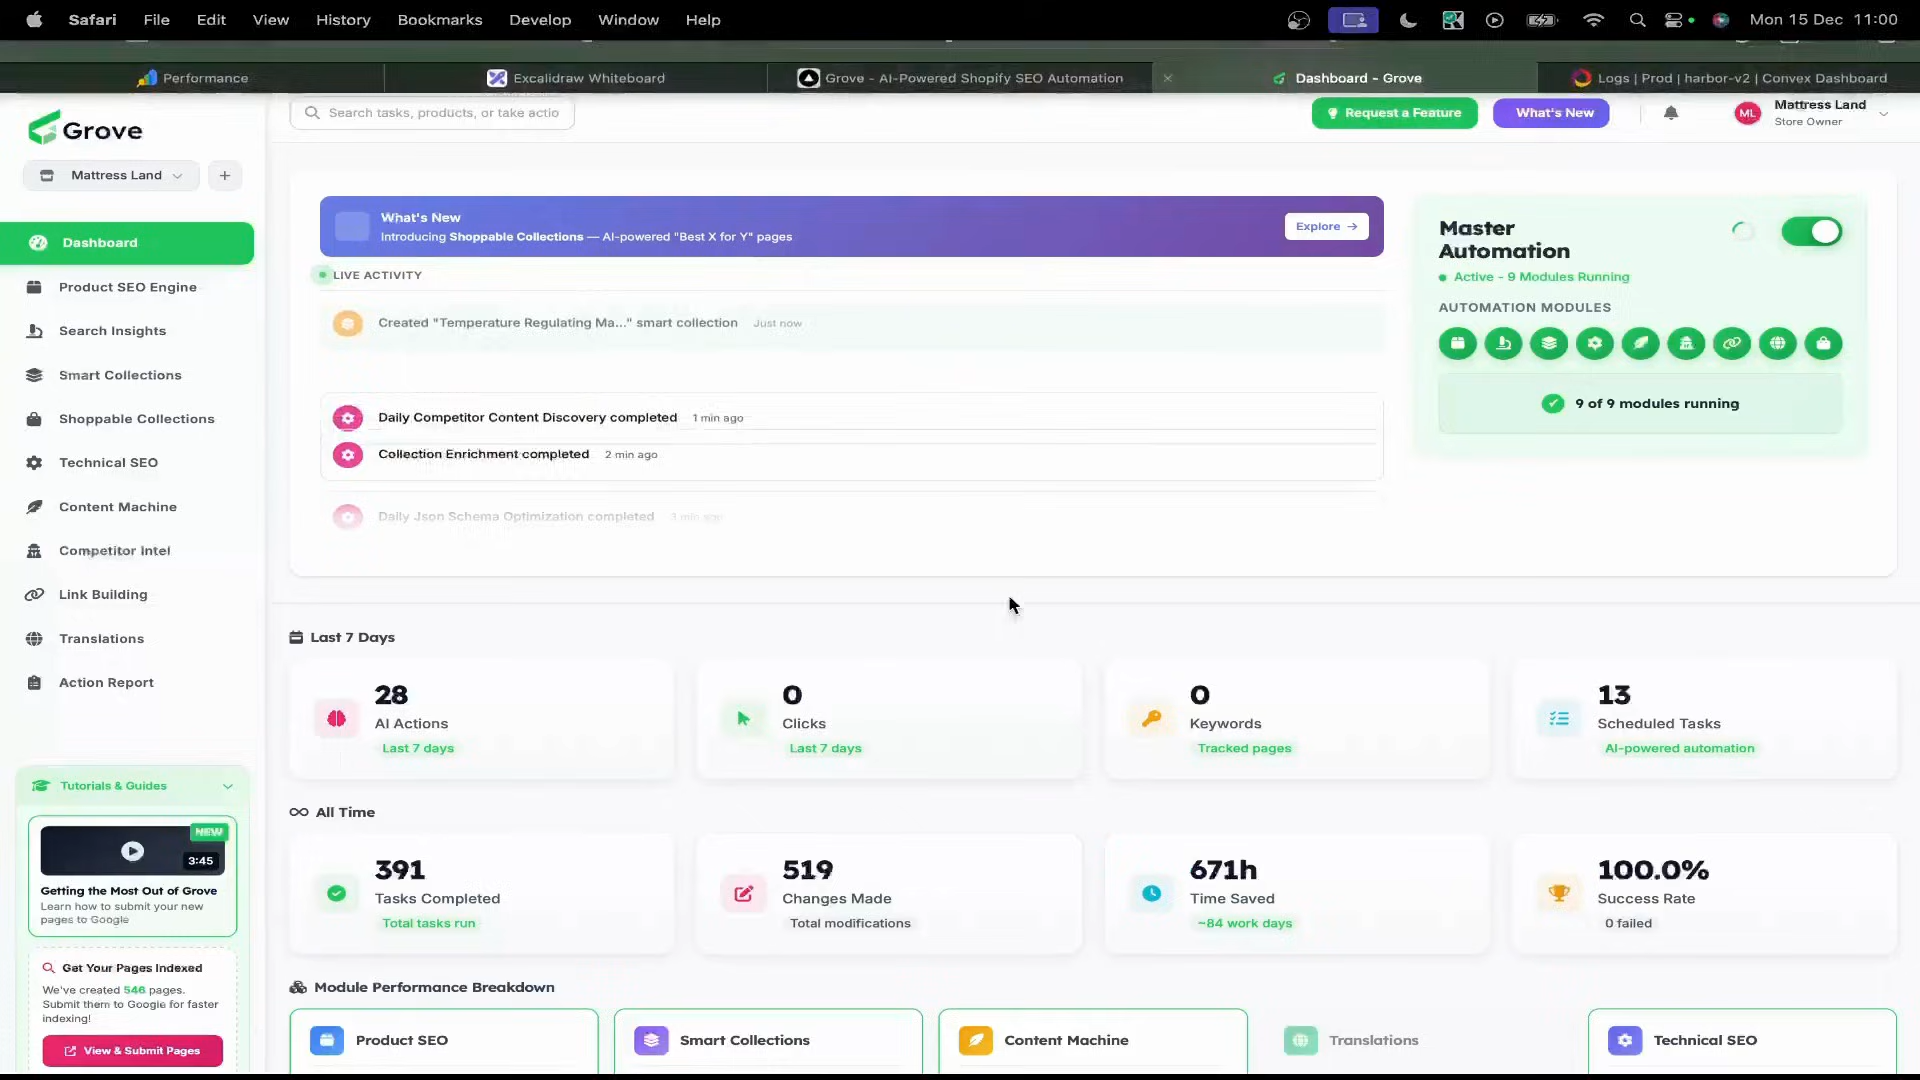 Safari File Edit View History Bookmarks Develop Window Help Mon 15 Dec 11:00
Performance Excalidraw Whiteboard Grove - AI-Powered Shopify SEO Automation Dashboard - Grove Logs | Prod | harbor-v2 | Convex Dashboard
Grove
Mattress Land
Dashboard
Product SEO Engine
Search Insights
Smart Collections
Shoppable Collections
Technical SEO
Content Machine
Competitor Intel
Link Building
Translations
Action Report
Tutorials & Guides
NEW
3:45
Getting the Most Out of Grove
Learn how to submit your new
pages to Google
Get Your Pages Indexed
We've created 546 pages.
Submit them to Google for faster
indexing!
View & Submit Pages
Search tasks, products, or take actio
Request a Feature
What's New
ML
Mattress Land
Store Owner
What's New
Introducing Shoppable Collections — AI-powered "Best X for Y" pages
Explore →
LIVE ACTIVITY
Created "Temperature Regulating Ma..." smart collection Just now
Daily Competitor Content Discovery completed 1 min ago
Collection Enrichment completed 2 min ago
Daily Json Schema Optimization completed 3 min ago
Master
Automation
Active - 9 Modules Running
AUTOMATION MODULES
9 of 9 modules running
Last 7 Days
28
AI Actions
Last 7 days
0
Clicks
Last 7 days
0
Keywords
Tracked pages
13
Scheduled Tasks
AI-powered automation
All Time
391
Tasks Completed
Total tasks run
519
Changes Made
Total modifications
671h
Time Saved
~84 work days
100.0%
Success Rate
0 failed
Module Performance Breakdown
Product SEO
Smart Collections
Content Machine
Translations
Technical SEO